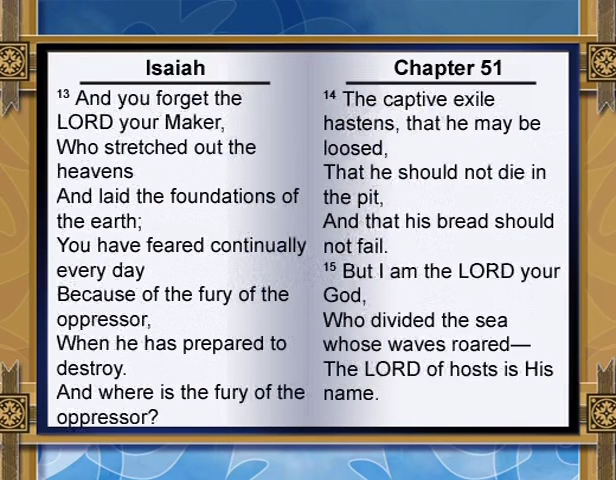 Isaiah
¹³ And you forget the
LORD your Maker,
Who stretched out the
heavens
And laid the foundations of
the earth;
You have feared continually
every day
Because of the fury of the
oppressor,
When he has prepared to
destroy.
And where is the fury of the
oppressor?
Chapter 51
¹⁴ The captive exile
hastens, that he may be
loosed,
That he should not die in
the pit,
And that his bread should
not fail.
¹⁵ But I am the LORD your
God,
Who divided the sea
whose waves roared—
The LORD of hosts is His
name.